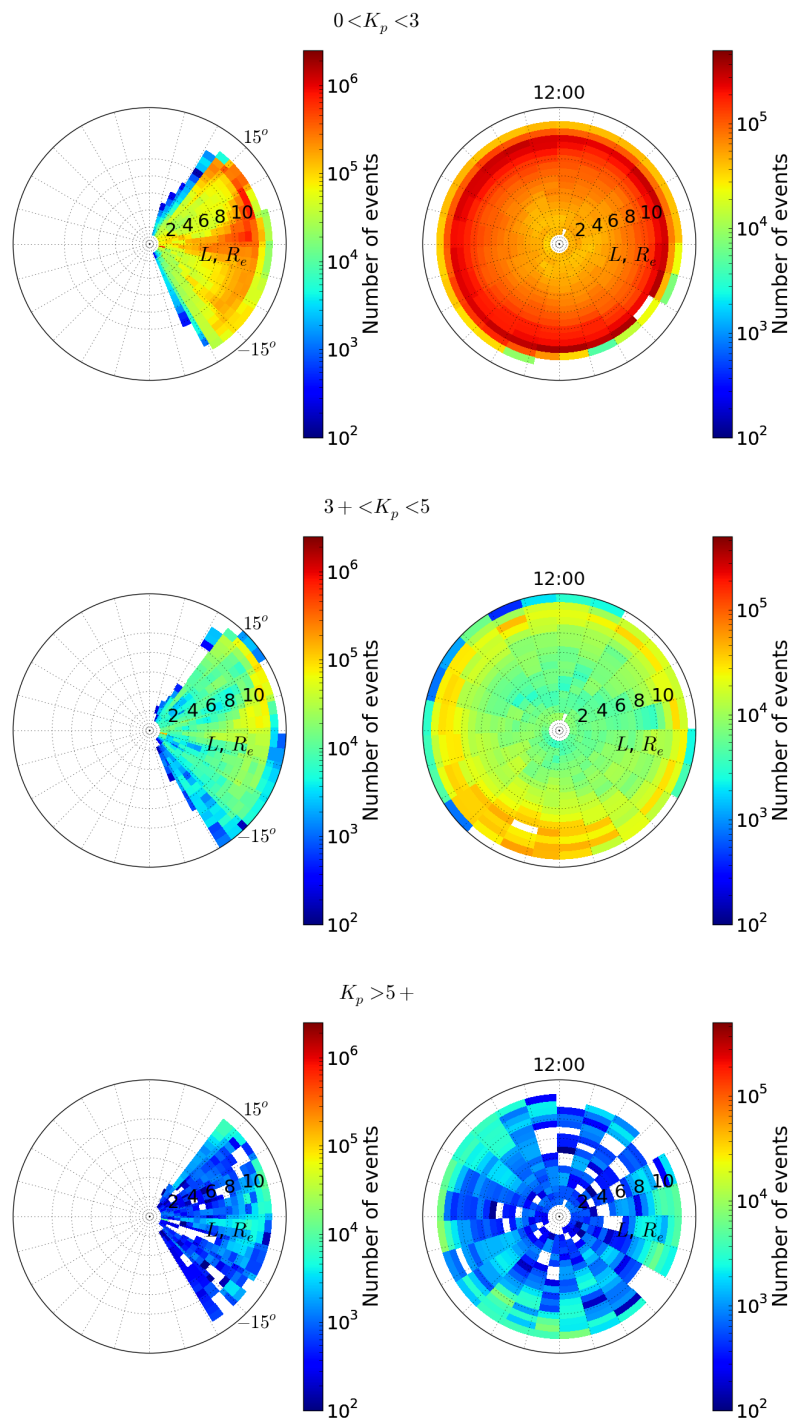 0 < K_p < 3
10^6
10^5
10^4
10^3
10^2
Number of events
15^o
2 4 6 8 10
L, R_e
−15^o
12:00
2 4 6 8 10
L, R_e
10^5
10^4
10^3
10^2
Number of events
3+ < K_p < 5
10^6
10^5
10^4
10^3
10^2
Number of events
15^o
2 4 6 8 10
L, R_e
−15^o
12:00
2 4 6 8 10
L, R_e
10^5
10^4
10^3
10^2
Number of events
K_p > 5+
10^6
10^5
10^4
10^3
10^2
Number of events
15^o
2 4 6 8 10
L, R_e
−15^o
12:00
2 4 6 8 10
L, R_e
10^5
10^4
10^3
10^2
Number of events